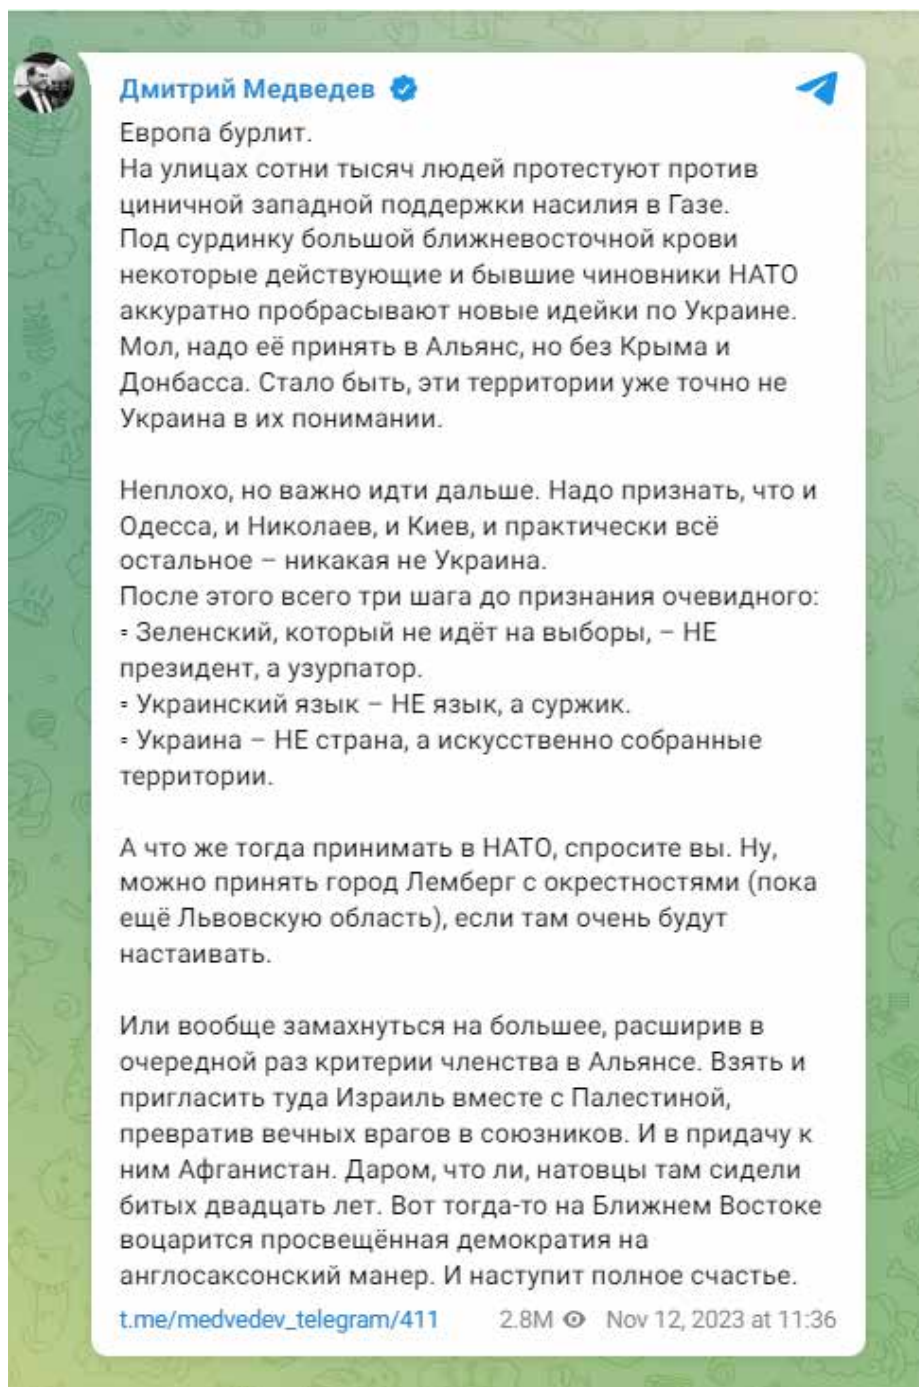 Дмитрий Медведев
Европа бурлит.
На улицах сотни тысяч людей протестуют против
циничной западной поддержки насилия в Газе.
Под сурдинку большой ближневосточной крови
некоторые действующие и бывшие чиновники НАТО
аккуратно пробрасывают новые идейки по Украине.
Мол, надо её принять в Альянс, но без Крыма и
Донбасса. Стало быть, эти территории уже точно не
Украина в их понимании.
Неплохо, но важно идти дальше. Надо признать, что и
Одесса, и Николаев, и Киев, и практически всё
остальное – никакая не Украина.
После этого всего три шага до признания очевидного:
▫ Зеленский, который не идёт на выборы, – НЕ
президент, а узурпатор.
▫ Украинский язык – НЕ язык, а суржик.
▫ Украина – НЕ страна, а искусственно собранные
территории.
А что же тогда принимать в НАТО, спросите вы. Ну,
можно принять город Лемберг с окрестностями (пока
ещё Львовскую область), если там очень будут
настаивать.
Или вообще замахнуться на большее, расширив в
очередной раз критерии членства в Альянсе. Взять и
пригласить туда Израиль вместе с Палестиной,
превратив вечных врагов в союзников. И в придачу к
ним Афганистан. Даром, что ли, натовцы там сидели
битых двадцать лет. Вот тогда-то на Ближнем Востоке
воцарится просвещённая демократия на
англосаксонский манер. И наступит полное счастье.
t.me/medvedev_telegram/411 2.8M Nov 12, 2023 at 11:36